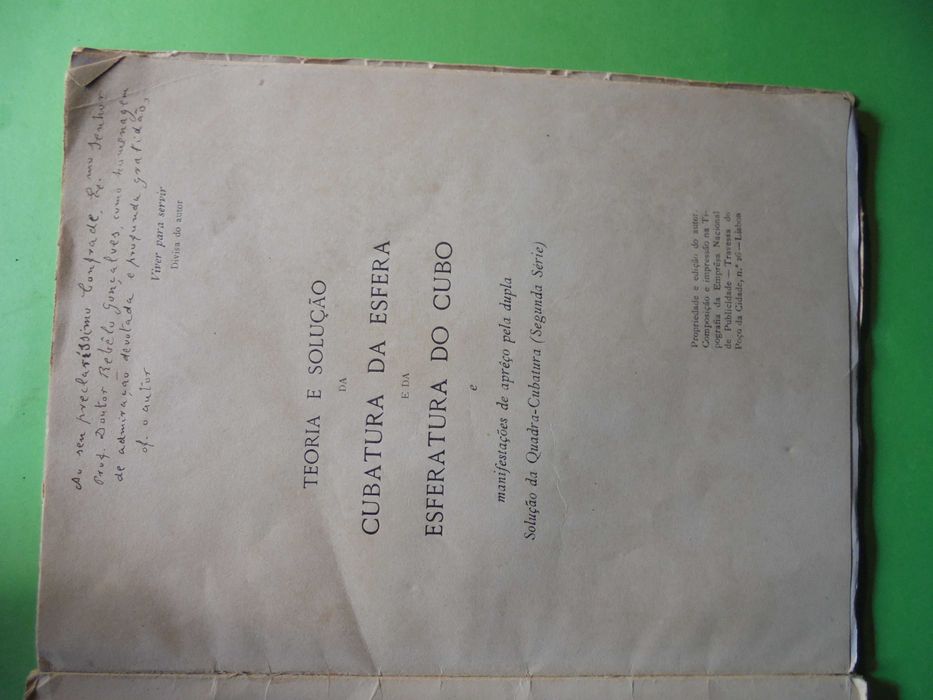 Ao seu preclaríssimo Confrade, Ex.mo Senhor
Prof. Doutor Rebêlo Gonçalves, como homenagem
de admiração devotada e profunda gratidão,
of. o autor
Viver para servir
Divisa do autor
TEORIA E SOLUÇÃO
DA
CUBATURA DA ESFERA
E DA
ESFERATURA DO CUBO
e
manifestações de aprêço pela dupla
Solução da Quadra-Cubatura (Segunda Série)
Propriedade e edição do autor.
Composição e impressão na Ti-
pografia da Emprêsa Nacional
de Publicidade — Travessa do
Poço da Cidade, n.º 26 — Lisboa